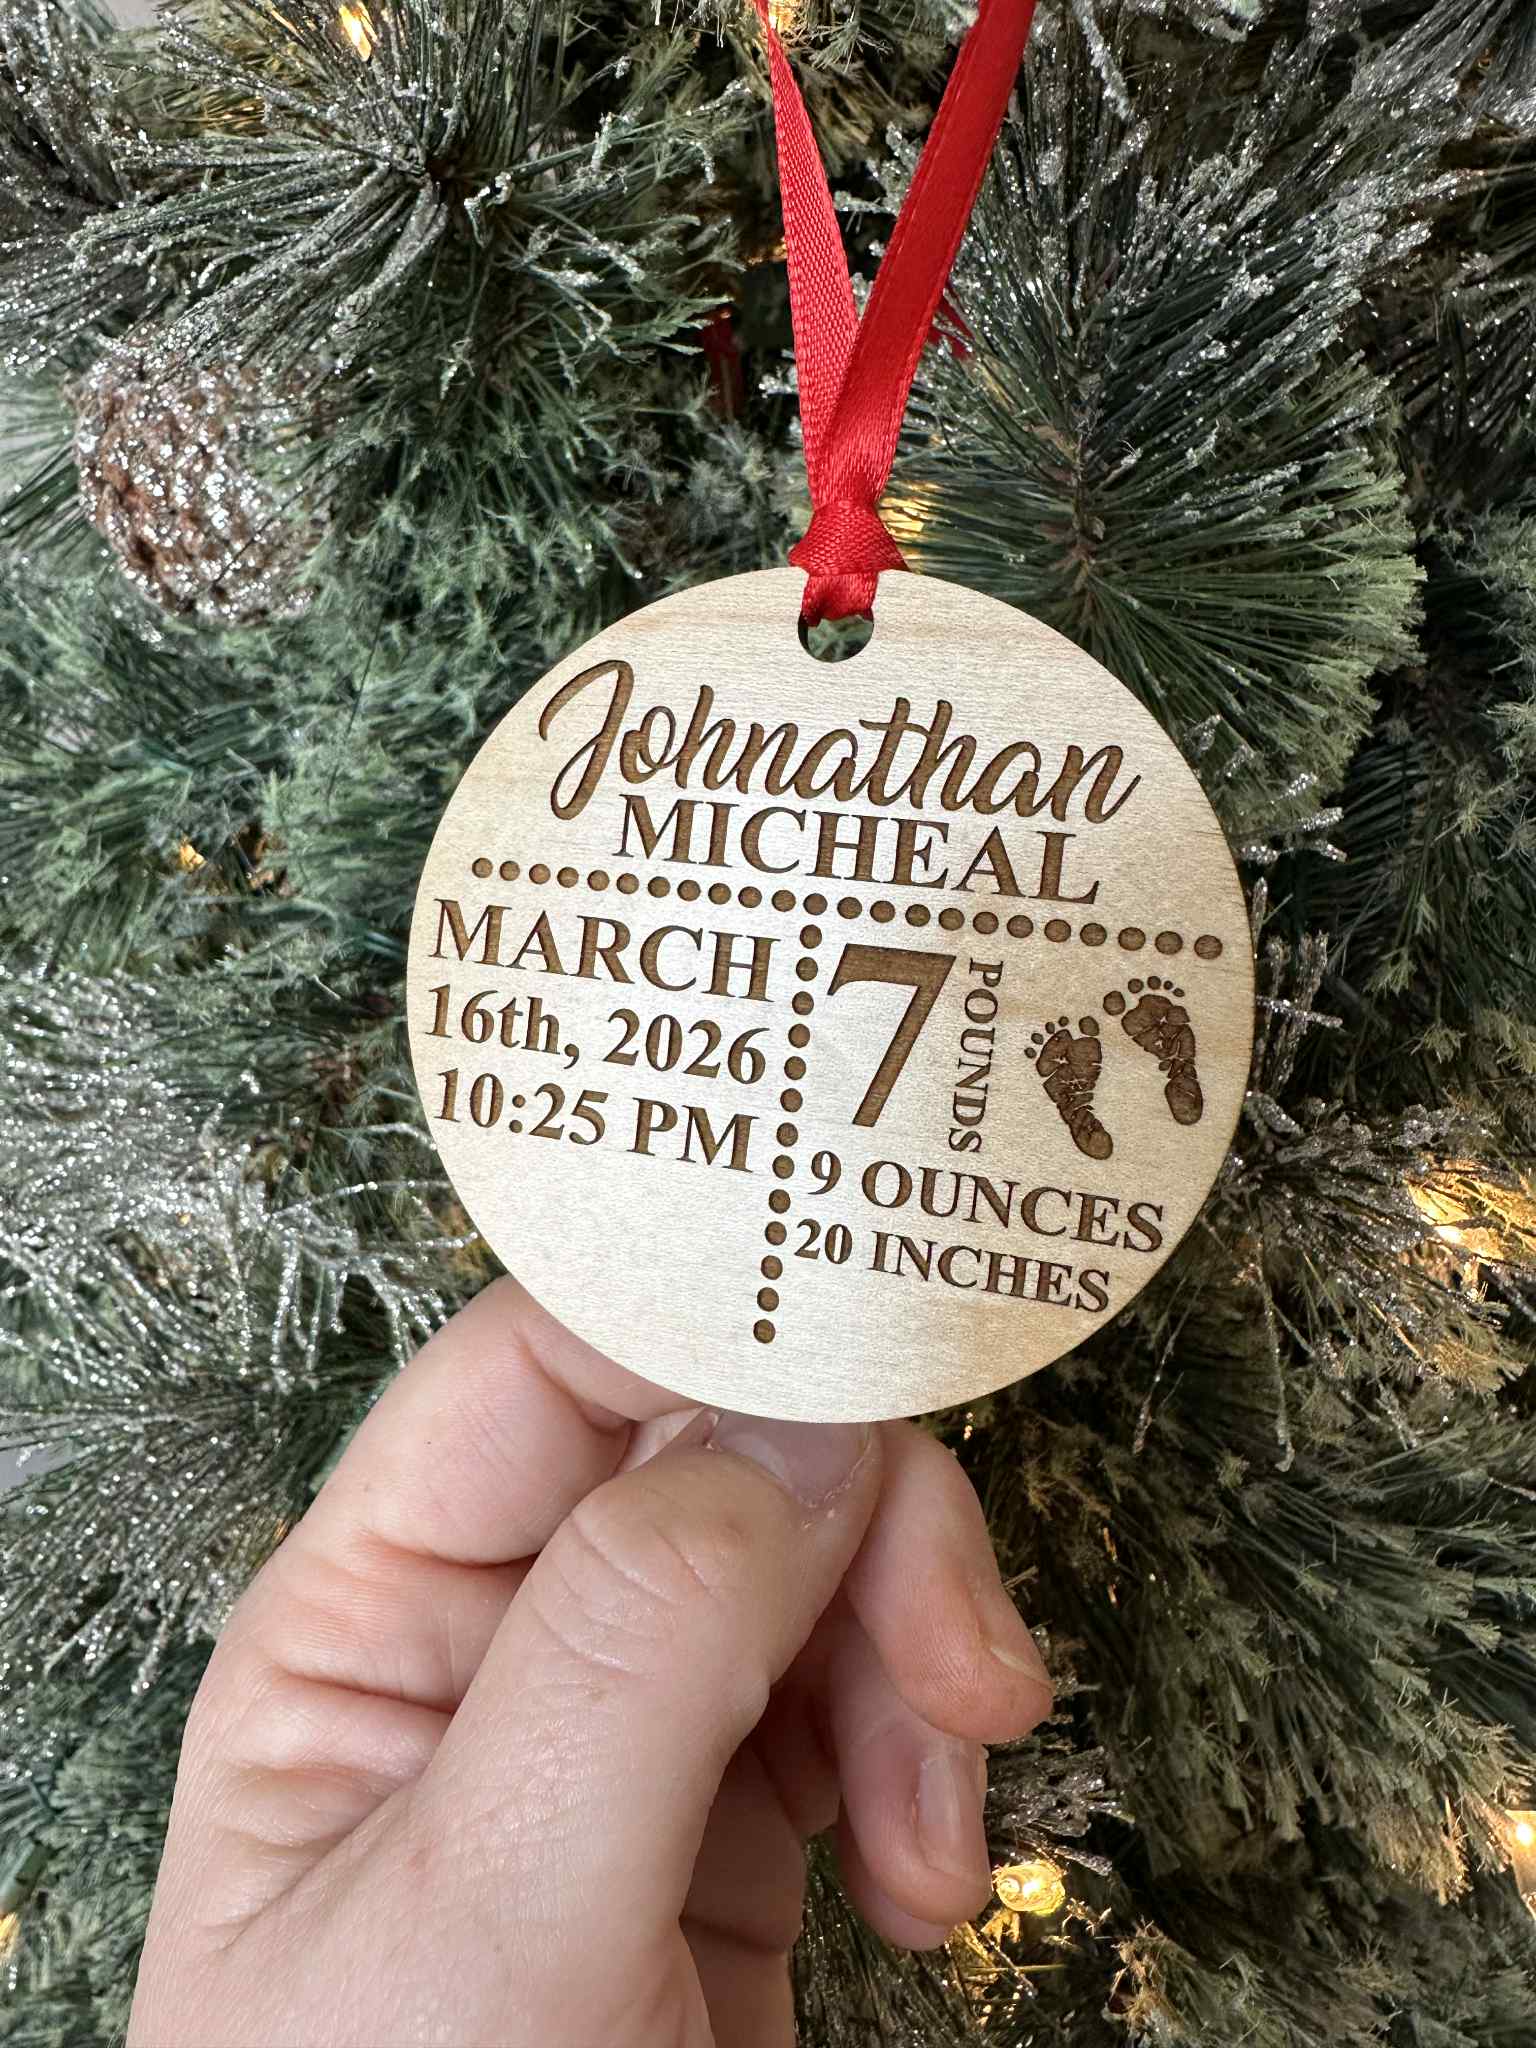 Johnathan
MICHEAL
MARCH
16th, 2026
10:25 PM
7 POUNDS
9 OUNCES
20 INCHES